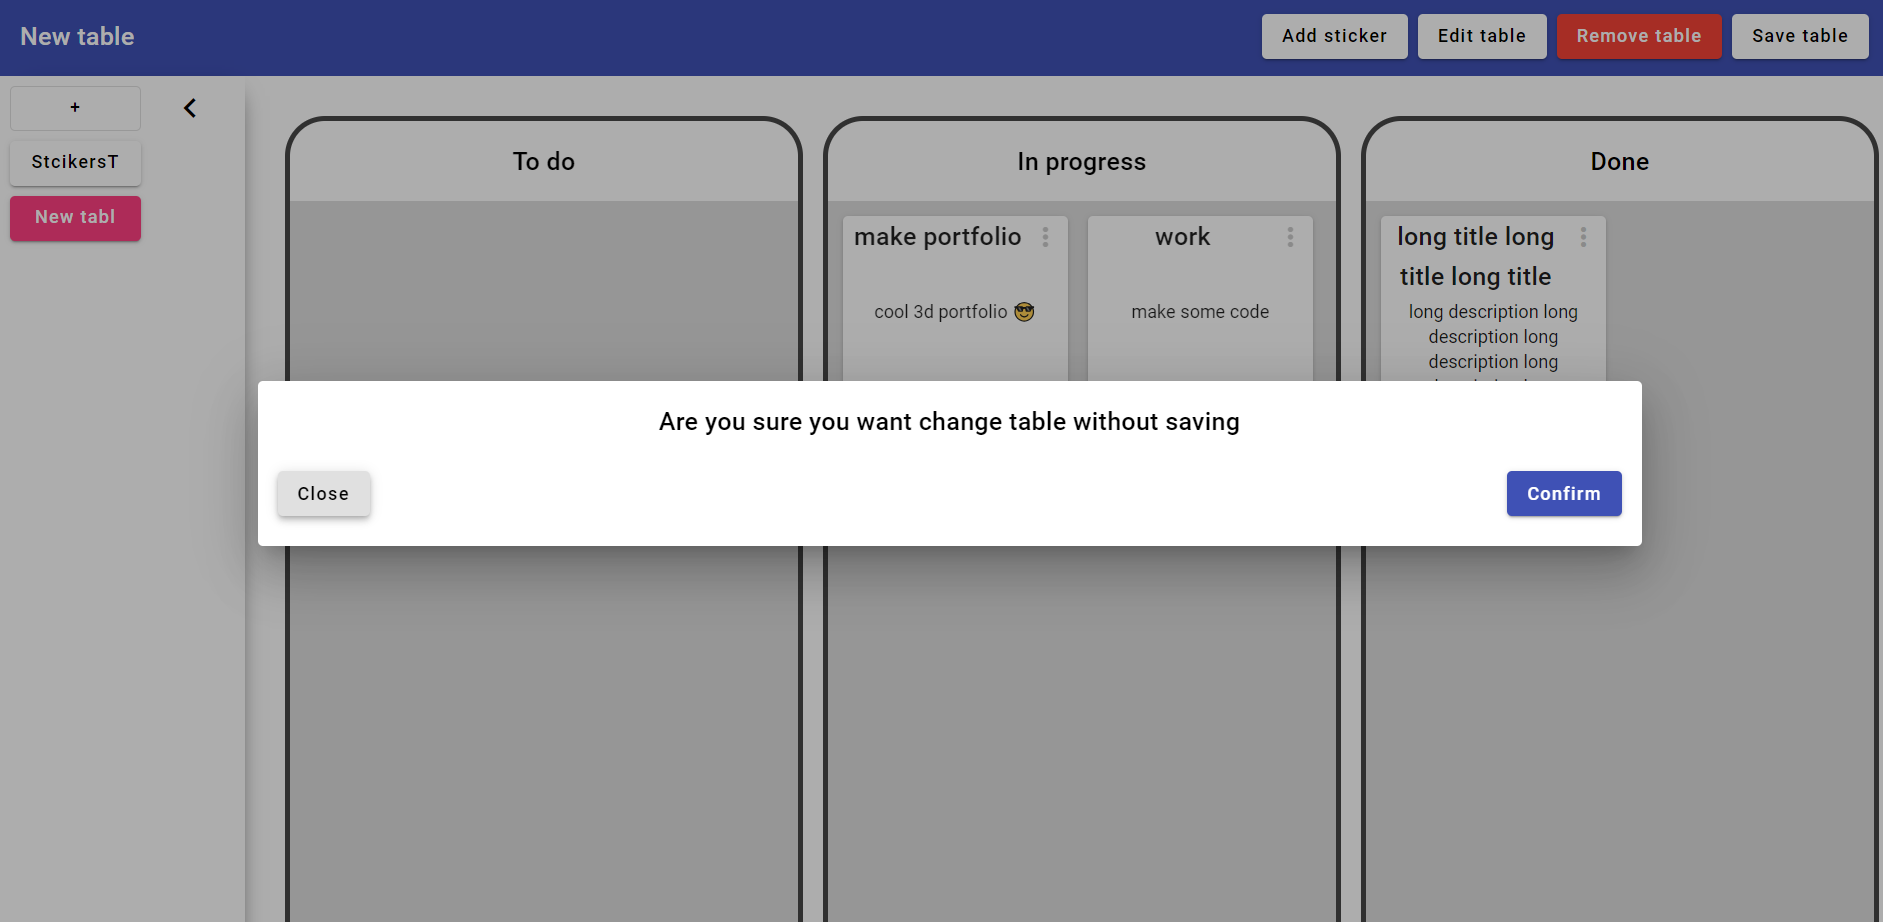 New table
Add sticker
Edit table
Remove table
Save table
+
StcikersT
New tabl
To do
In progress
Done
make portfolio
cool 3d portfolio 😎
work
make some code
long title long
title long title
long description long
description long
description long
Are you sure you want change table without saving
Close
Confirm